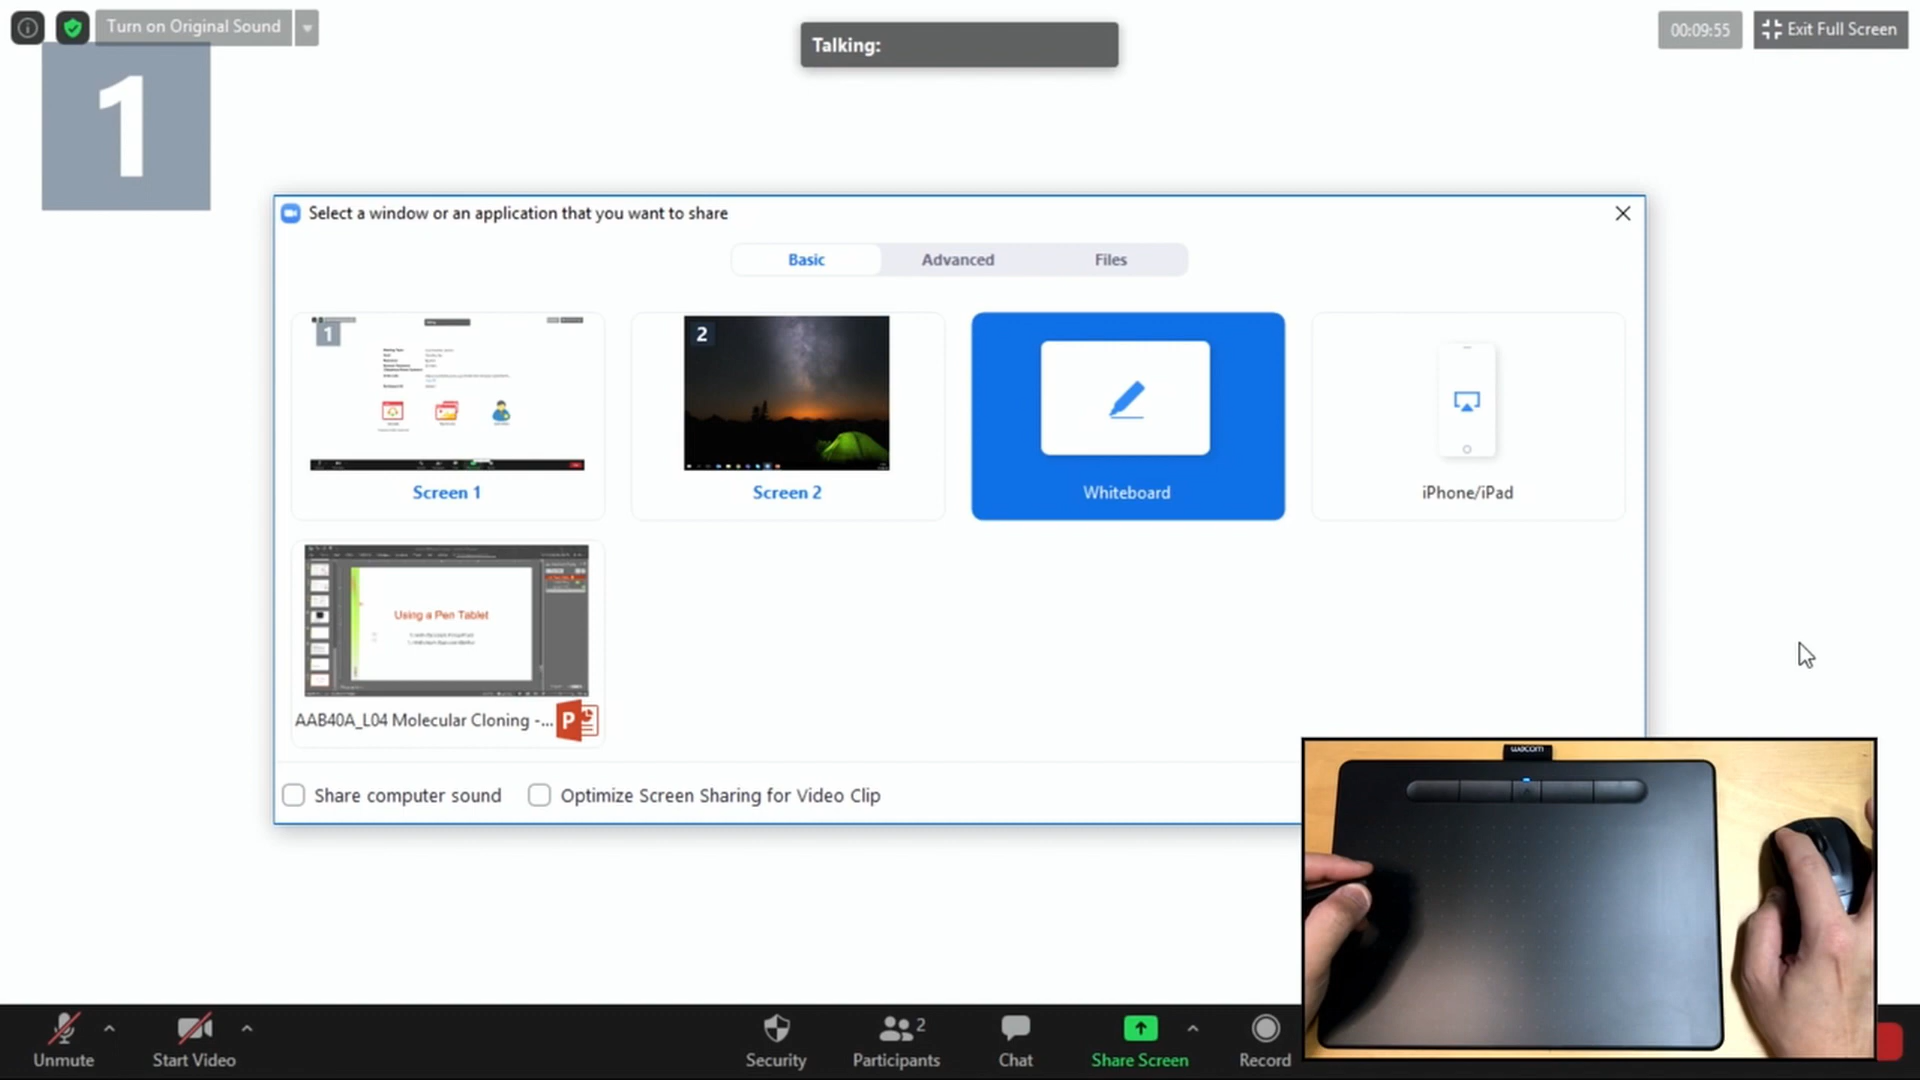 Turn on Original Sound
Talking:
00:09:55
Exit Full Screen
1
Select a window or an application that you want to share
Basic
Advanced
Files
1
2
Screen 1
Screen 2
Whiteboard
iPhone/iPad
Using a Pen Tablet
AAB40A_L04 Molecular Cloning -...
P
Share computer sound
Optimize Screen Sharing for Video Clip
wacom
Unmute
Start Video
Security
2
Participants
Chat
Share Screen
Record